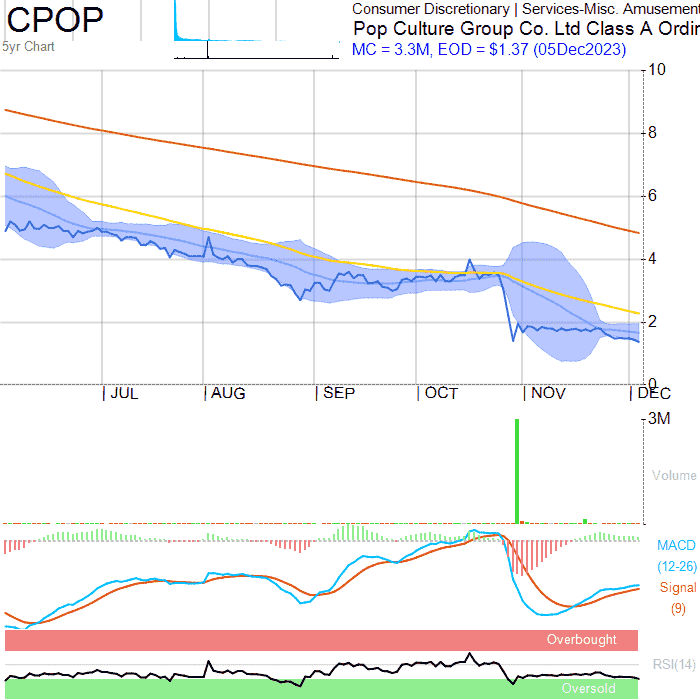 CPOP
5yr Chart
Consumer Discretionary | Services-Misc. Amusement
Pop Culture Group Co. Ltd Class A Ordin
MC = 3.3M, EOD = $1.37 (05Dec2023)
10
8
6
4
2
0
JUL
AUG
SEP
OCT
NOV
DEC
3M
Volume
MACD
(12-26)
Signal
(9)
Overbought
RSI(14)
Oversold